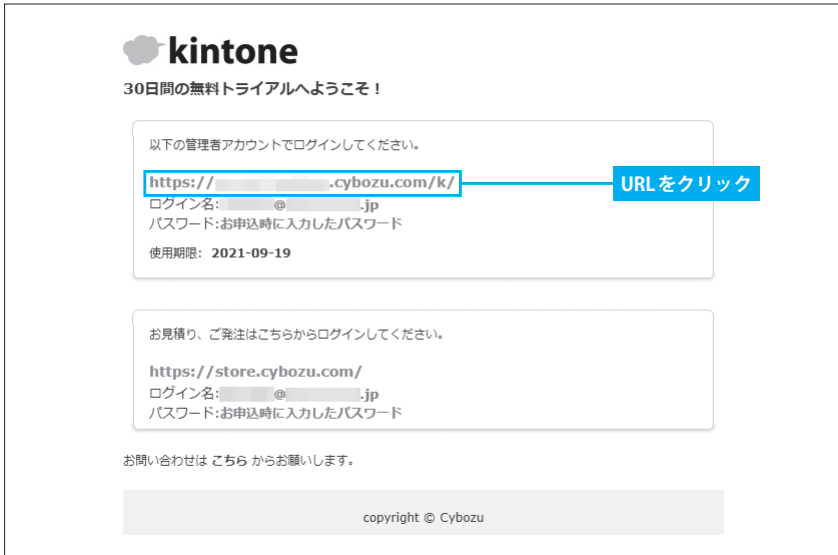 kintone
30日間の無料トライアルへようこそ！
以下の管理者アカウントでログインしてください。
https:// .cybozu.com/k/
URLをクリック
ログイン名: @ .jp
パスワード:お申込時に入力したパスワード
使用期限: 2021-09-19
お見積り、ご発注はこちらからログインしてください。
https://store.cybozu.com/
ログイン名: @ .jp
パスワード:お申込時に入力したパスワード
お問い合わせは こちら からお願いします。
copyright © Cybozu